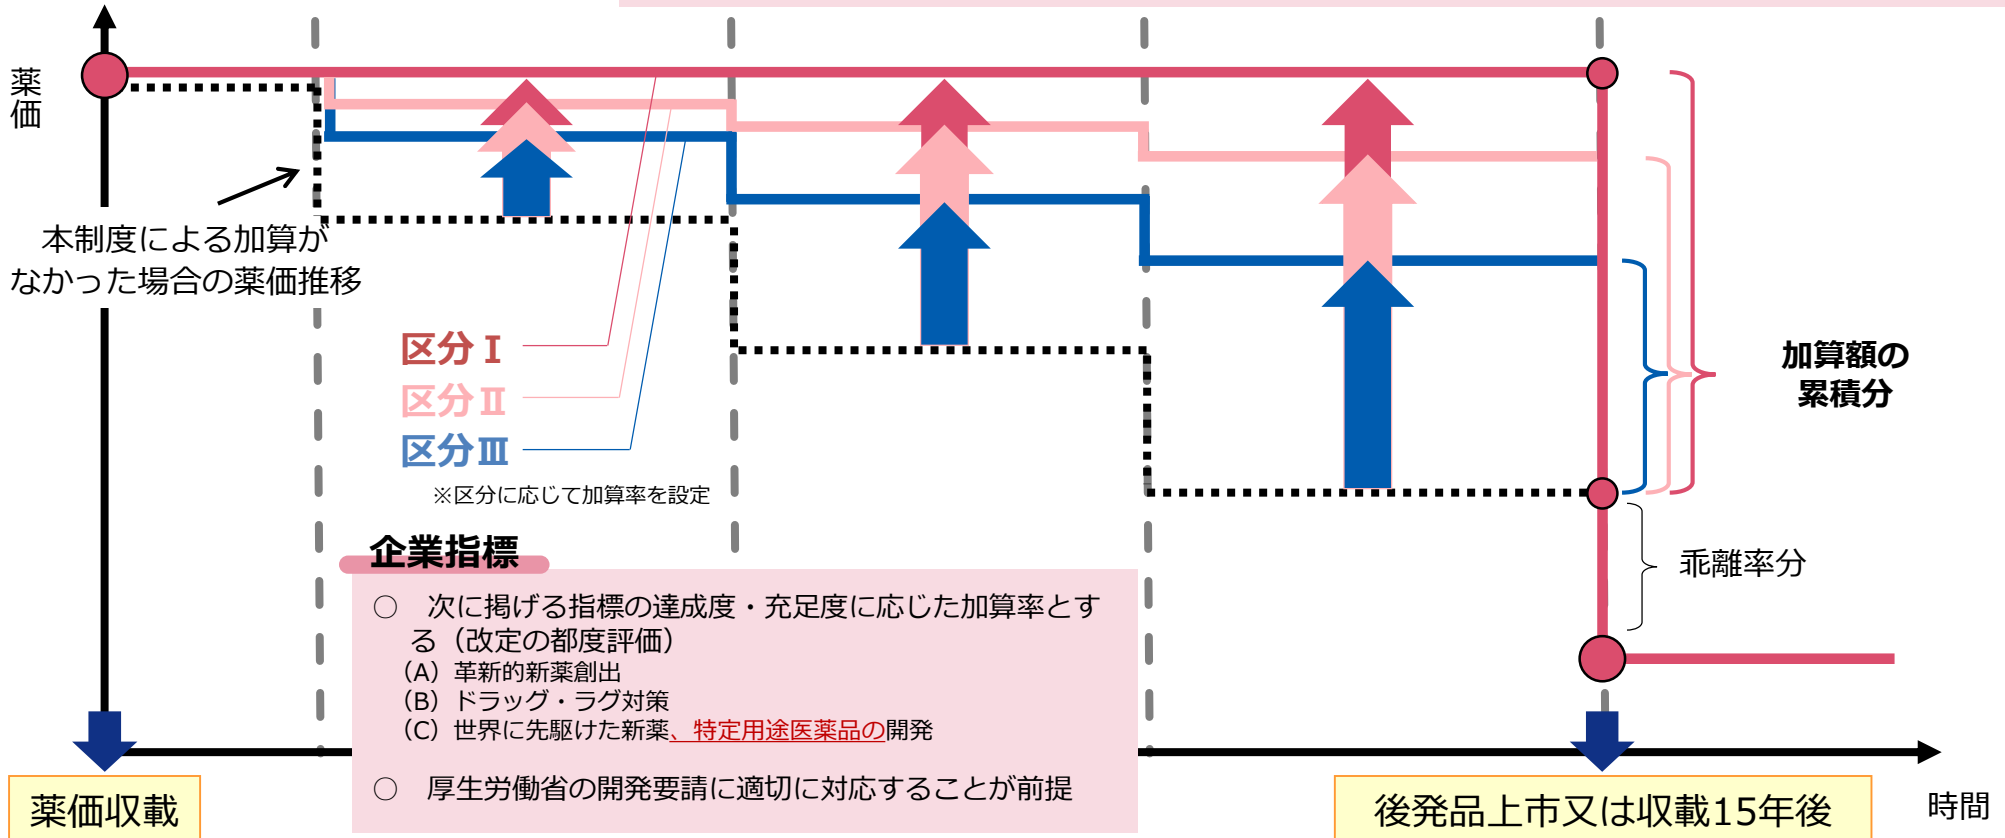 薬
価
本制度による加算が
なかった場合の薬価推移
区分Ⅰ
区分Ⅱ
区分Ⅲ
※区分に応じて加算率を設定
加算額の
累積分
乖離率分
企業指標
○ 次に掲げる指標の達成度・充足度に応じた加算率とす
る（改定の都度評価）
（A）革新的新薬創出
（B）ドラッグ・ラグ対策
（C）世界に先駆けた新薬、特定用途医薬品の開発
○ 厚生労働省の開発要請に適切に対応することが前提
薬価収載
後発品上市又は収載15年後
時間